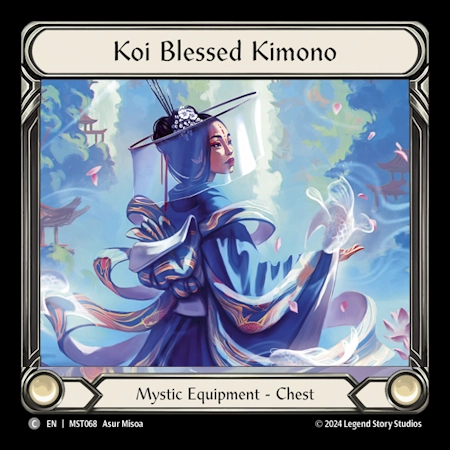 Koi Blessed Kimono
Mystic Equipment - Chest
C EN | MST068 Asur Misoa © 2024 Legend Story Studios